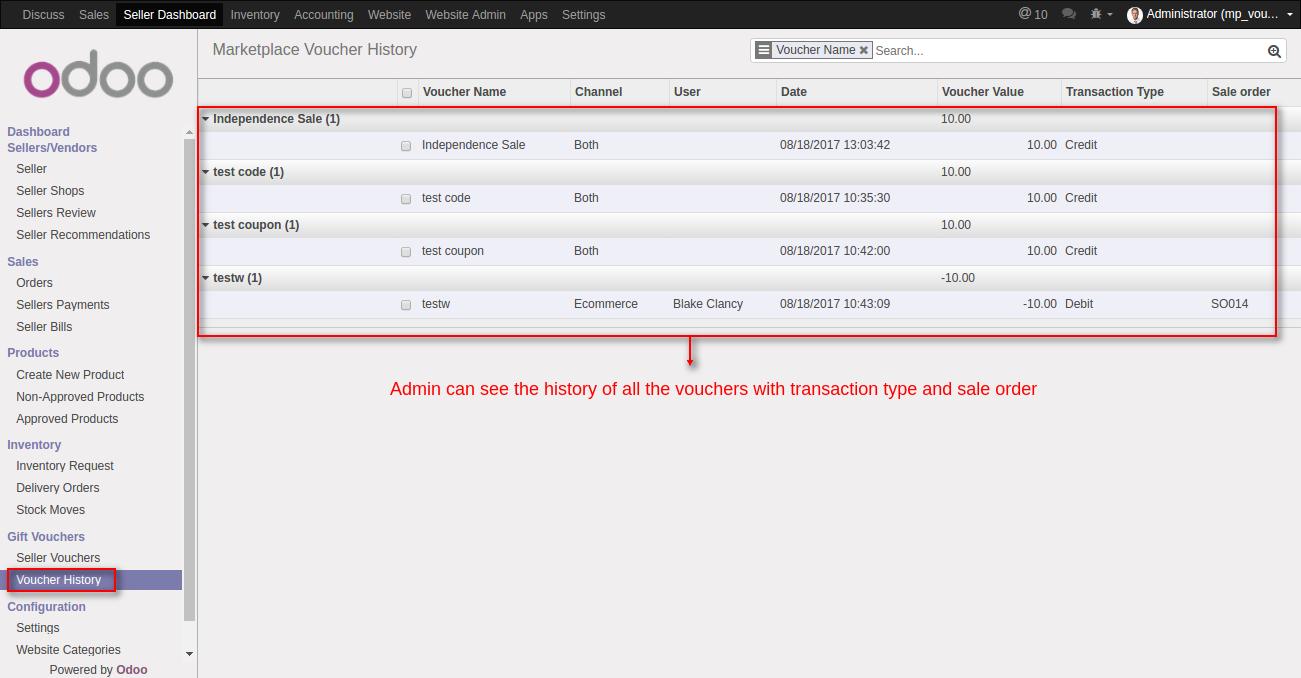 Discuss Sales Seller Dashboard Inventory Accounting Website Website Admin Apps Settings @ 10 Administrator (mp_vou...
odoo
Marketplace Voucher History
Voucher Name ✖ Search...
Voucher Name Channel User Date Voucher Value Transaction Type Sale order
Independence Sale (1) 10.00
Independence Sale Both 08/18/2017 13:03:42 10.00 Credit
test code (1) 10.00
test code Both 08/18/2017 10:35:30 10.00 Credit
test coupon (1) 10.00
test coupon Both 08/18/2017 10:42:00 10.00 Credit
testw (1) -10.00
testw Ecommerce Blake Clancy 08/18/2017 10:43:09 -10.00 Debit SO014
Admin can see the history of all the vouchers with transaction type and sale order
Dashboard
Sellers/Vendors
Seller
Seller Shops
Sellers Review
Seller Recommendations
Sales
Orders
Sellers Payments
Seller Bills
Products
Create New Product
Non-Approved Products
Approved Products
Inventory
Inventory Request
Delivery Orders
Stock Moves
Gift Vouchers
Seller Vouchers
Voucher History
Configuration
Settings
Website Categories
Powered by Odoo